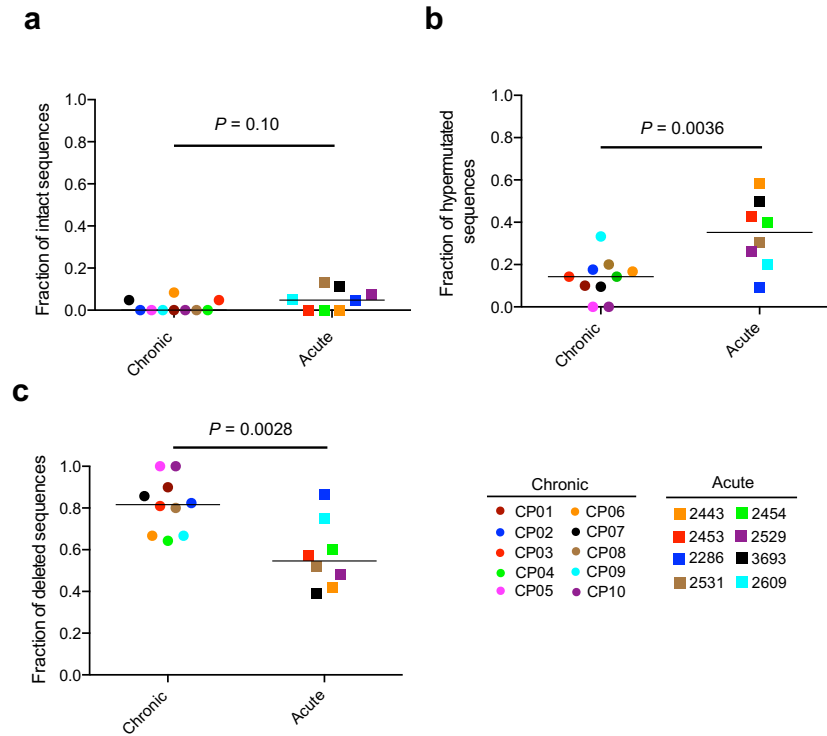 a
P = 0.10
Fraction of intact sequences
1.0
0.8
0.6
0.4
0.2
0.0
Chronic
Acute
b
P = 0.0036
Fraction of hypermutated
sequences
1.0
0.8
0.6
0.4
0.2
0.0
Chronic
Acute
c
P = 0.0028
Fraction of deleted sequences
1.0
0.8
0.6
0.4
0.2
0.0
Chronic
Acute
Chronic
CP01 CP06
CP02 CP07
CP03 CP08
CP04 CP09
CP05 CP10
Acute
2443 2454
2453 2529
2286 3693
2531 2609